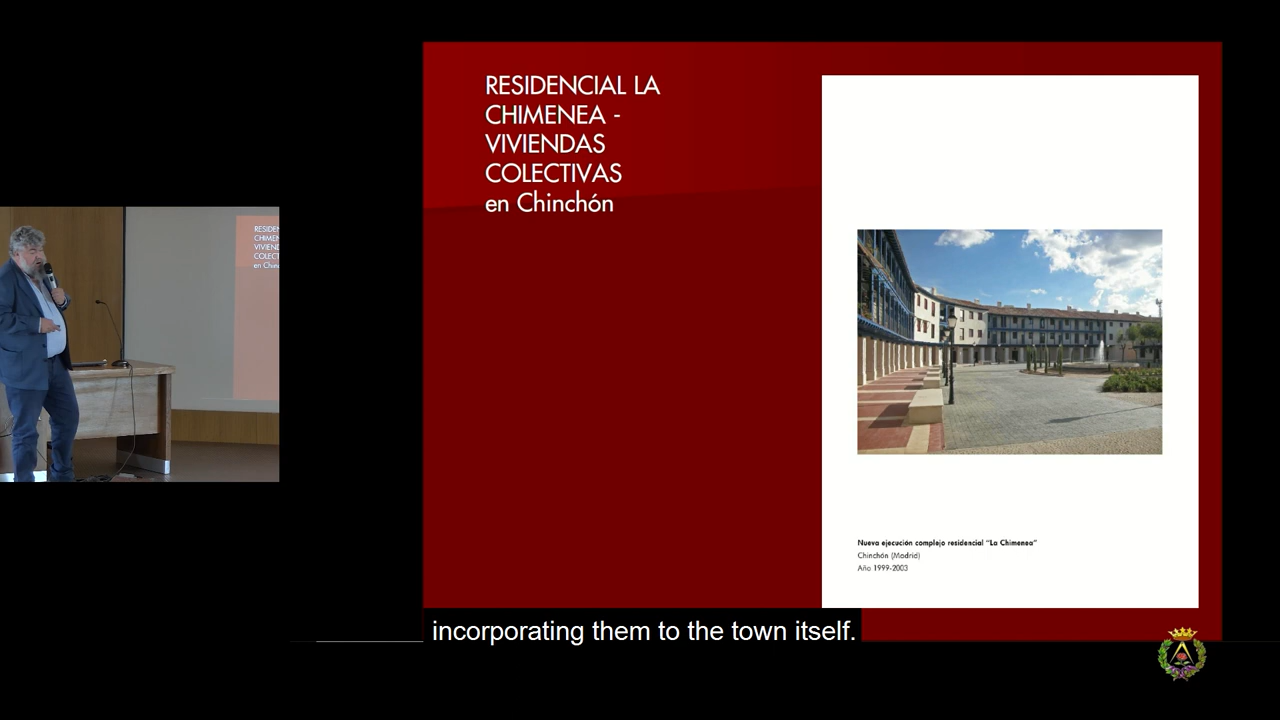 RESIDENCIAL LA
CHIMENEA -
VIVIENDAS
COLECTIVAS
en Chinchón
Nueva ejecución complejo residencial “La Chimenea”
Chinchón (Madrid)
Año 1999-2003
incorporating them to the town itself.